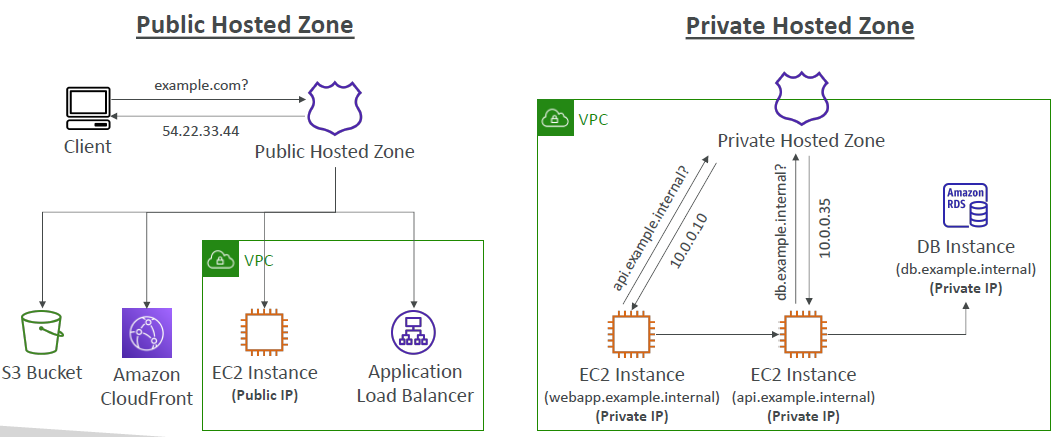 Public Hosted Zone
example.com?
54.22.33.44
Client
Public Hosted Zone
VPC
S3 Bucket
Amazon
CloudFront
EC2 Instance
(Public IP)
Application
Load Balancer
Private Hosted Zone
VPC
Private Hosted Zone
api.example.internal?
10.0.0.10
db.example.internal?
10.0.0.35
Amazon
RDS
DB Instance
(db.example.internal)
(Private IP)
EC2 Instance
(webapp.example.internal)
(Private IP)
EC2 Instance
(api.example.internal)
(Private IP)